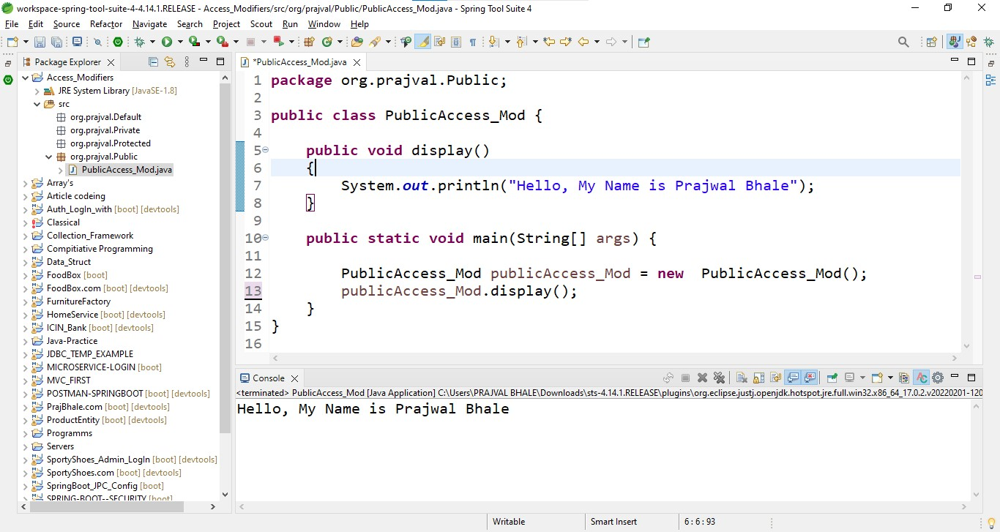 workspace-spring-tool-suite-4-4.14.1.RELEASE - Access_Modifiers/src/org/prajval/Public/PublicAccess_Mod.java - Spring Tool Suite 4
File Edit Source Refactor Navigate Search Project Scout Run Window Help
Package Explorer
Access_Modifiers
JRE System Library [JavaSE-1.8]
src
org.prajval.Default
org.prajval.Private
org.prajval.Protected
org.prajval.Public
PublicAccess_Mod.java
Array's
Article codeing
Auth_LogIn_with [boot] [devtools]
Classical
Collection_Framework
Compitiative Programming
Data_Struct
FoodBox [boot]
FoodBox.com [boot] [devtools]
FurnitureFactory
HomeService [boot] [devtools]
ICIN_Bank [boot] [devtools]
Java-Practice
JDBC_TEMP_EXAMPLE
MICROSERVICE-LOGIN [boot]
MVC_FIRST
POSTMAN-SPRINGBOOT [boot] [devtools]
PrajBhale.com [boot] [devtools]
ProductEntity [boot] [devtools]
Programms
Servers
SportyShoes_Admin_LogIn [boot] [devtools]
SportyShoes.com [boot] [devtools]
SpringBoot_JPC_Config [boot]
SPRING-BOOT--SECURITY [boot]
*PublicAccess_Mod.java
1 package org.prajval.Public;
2
3 public class PublicAccess_Mod {
4
5 public void display()
6 {
7 System.out.println("Hello, My Name is Prajwal Bhale");
8 }
9
10 public static void main(String[] args) {
11
12 PublicAccess_Mod publicAccess_Mod = new  PublicAccess_Mod();
13 publicAccess_Mod.display();
14 }
15 }
16
Console
<terminated> PublicAccess_Mod [Java Application] C:\Users\PRAJVAL BHALE\Downloads\sts-4.14.1.RELEASE\plugins\org.eclipse.justj.openjdk.hotspot.jre.full.win32.x86_64_17.0.2.v20220201-120
Hello, My Name is Prajwal Bhale
Writable Smart Insert 6 : 6 : 93